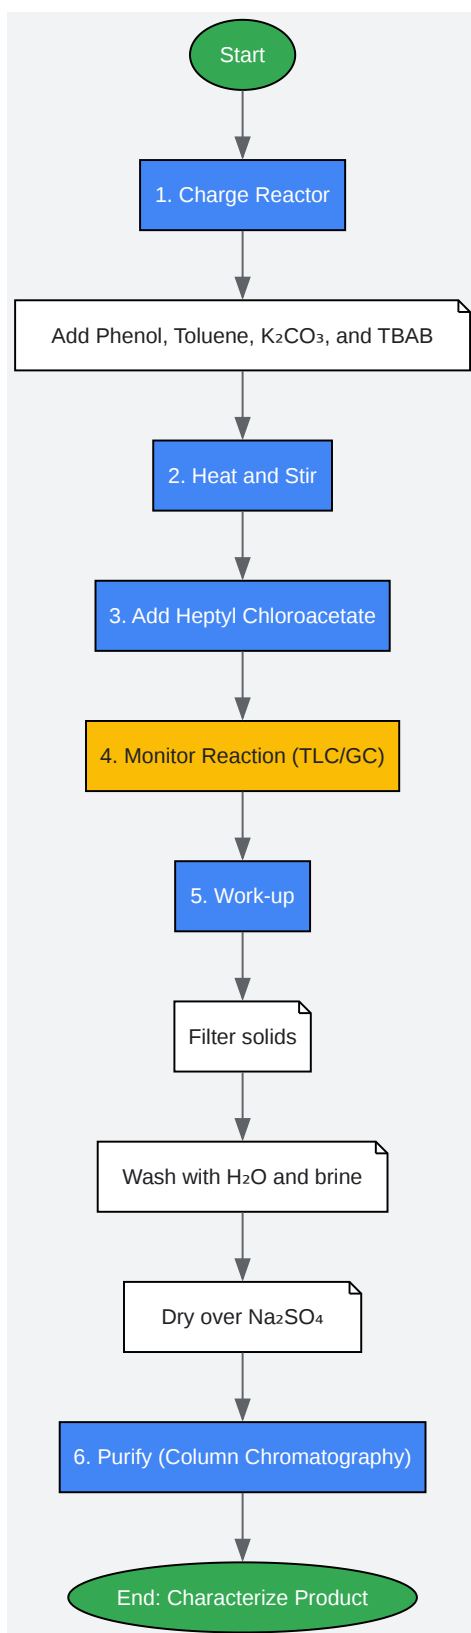 Start
1. Charge Reactor
Add Phenol, Toluene, K₂CO₃, and TBAB
2. Heat and Stir
3. Add Heptyl Chloroacetate
4. Monitor Reaction (TLC/GC)
5. Work-up
Filter solids
Wash with H₂O and brine
Dry over Na₂SO₄
6. Purify (Column Chromatography)
End: Characterize Product